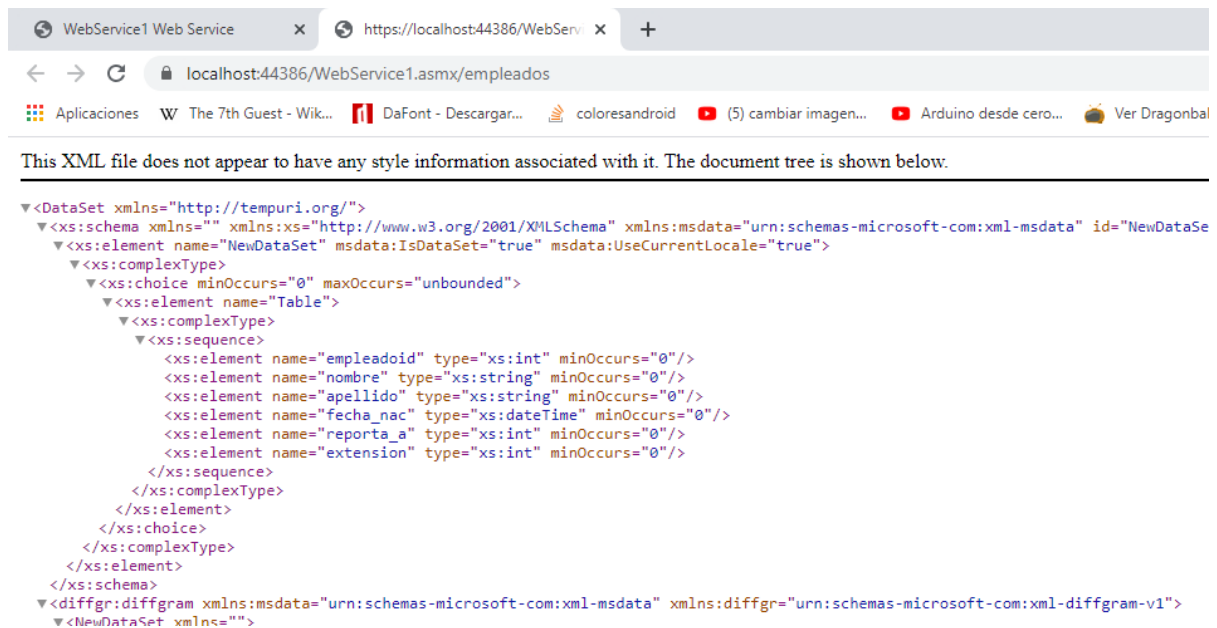 WebService1 Web Service
https://localhost:44386/WebServi
localhost:44386/WebService1.asmx/empleados
Aplicaciones W The 7th Guest - Wik... DaFont - Descargar... coloresandroid (5) cambiar imagen... Arduino desde cero... Ver Dragonbal
This XML file does not appear to have any style information associated with it. The document tree is shown below.
▼<DataSet xmlns="http://tempuri.org/">
▼<xs:schema xmlns="" xmlns:xs="http://www.w3.org/2001/XMLSchema" xmlns:msdata="urn:schemas-microsoft-com:xml-msdata" id="NewDataSe
▼<xs:element name="NewDataSet" msdata:IsDataSet="true" msdata:UseCurrentLocale="true">
▼<xs:complexType>
▼<xs:choice minOccurs="0" maxOccurs="unbounded">
▼<xs:element name="Table">
▼<xs:complexType>
▼<xs:sequence>
<xs:element name="empleadoid" type="xs:int" minOccurs="0"/>
<xs:element name="nombre" type="xs:string" minOccurs="0"/>
<xs:element name="apellido" type="xs:string" minOccurs="0"/>
<xs:element name="fecha_nac" type="xs:dateTime" minOccurs="0"/>
<xs:element name="reporta_a" type="xs:int" minOccurs="0"/>
<xs:element name="extension" type="xs:int" minOccurs="0"/>
</xs:sequence>
</xs:complexType>
</xs:element>
</xs:choice>
</xs:complexType>
</xs:element>
</xs:schema>
▼<diffgr:diffgram xmlns:msdata="urn:schemas-microsoft-com:xml-msdata" xmlns:diffgr="urn:schemas-microsoft-com:xml-diffgram-v1">
▼<NewDataSet xmlns="">